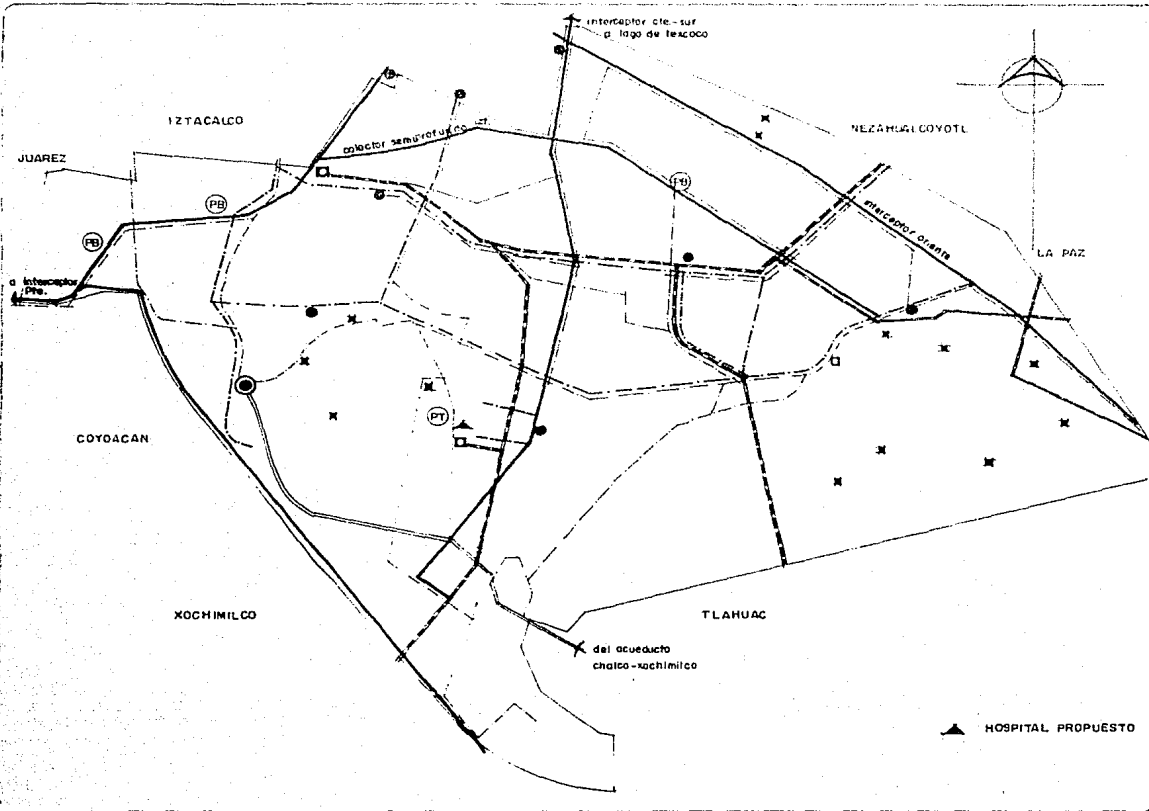 interceptor cte.-sur
p. lago de texcoco
IZTACALCO
NEZAHUALCOYOTL
colector semiprofundo
JUAREZ
PB
PB
PB
interceptor oriente
LA PAZ
a interceptor
Pte.
PT
COYOACAN
XOCHIMILCO
TLAHUAC
del acueducto
chalco-xochimilco
HOSPITAL PROPUESTO